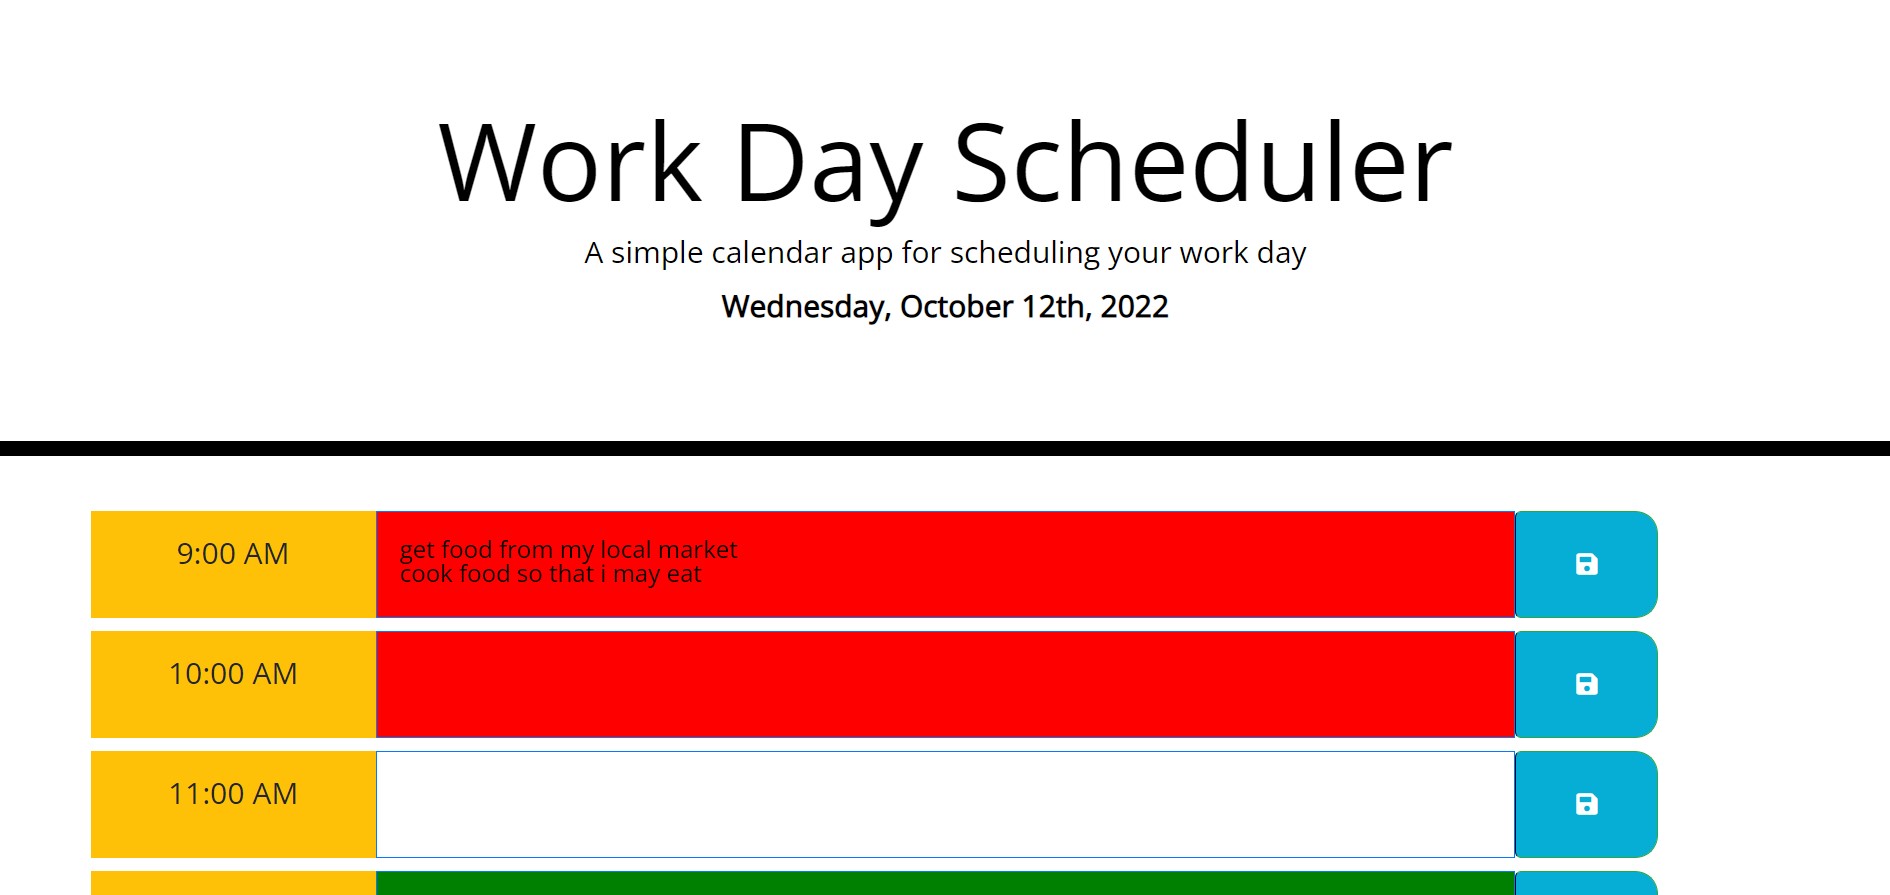 Work Day Scheduler
A simple calendar app for scheduling your work day
Wednesday, October 12th, 2022
9:00 AM
get food from my local market
cook food so that i may eat
10:00 AM
11:00 AM